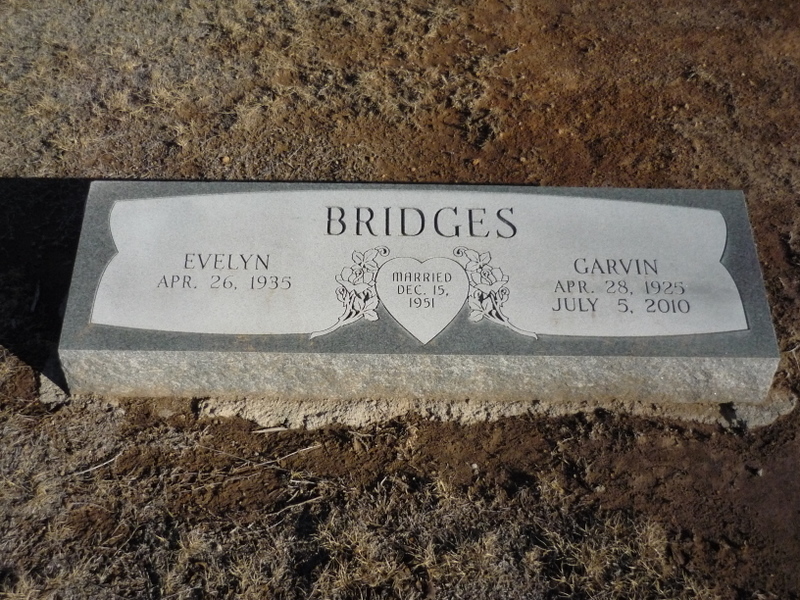 BRIDGES
EVELYN
APR. 26, 1935
MARRIED
DEC. 15,
1951
GARVIN
APR. 28, 1925
JULY 5, 2010